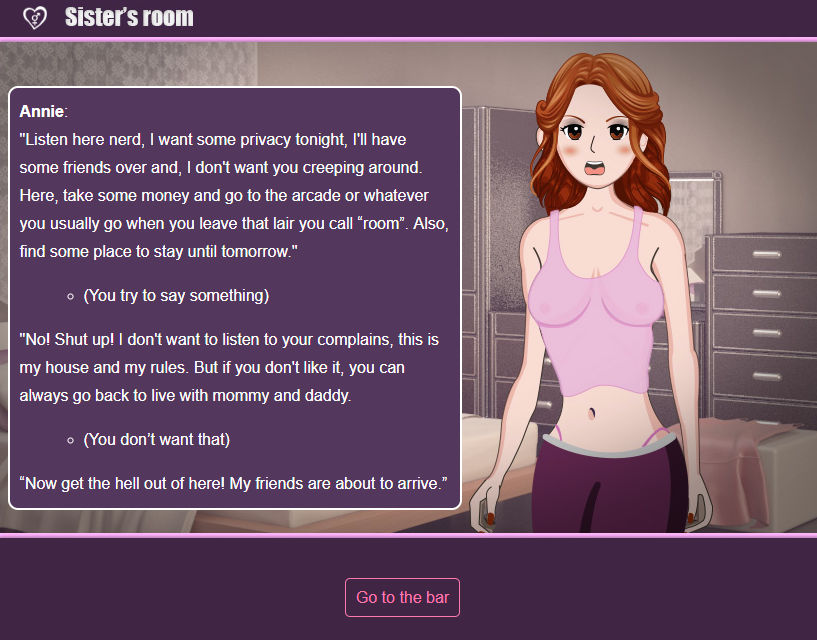 Sister's room
Annie:
"Listen here nerd, I want some privacy tonight, I'll have
some friends over and, I don't want you creeping around.
Here, take some money and go to the arcade or whatever
you usually go when you leave that lair you call “room”. Also,
find some place to stay until tomorrow."
(You try to say something)
"No! Shut up! I don't want to listen to your complains, this is
my house and my rules. But if you don't like it, you can
always go back to live with mommy and daddy.
(You don’t want that)
“Now get the hell out of here! My friends are about to arrive.”
Go to the bar